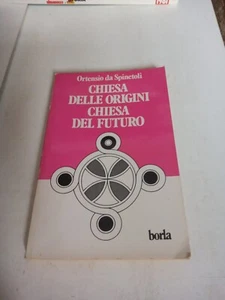 Ortensio da Spinetoli
CHIESA
DELLE ORIGINI
CHIESA
DEL FUTURO
borla